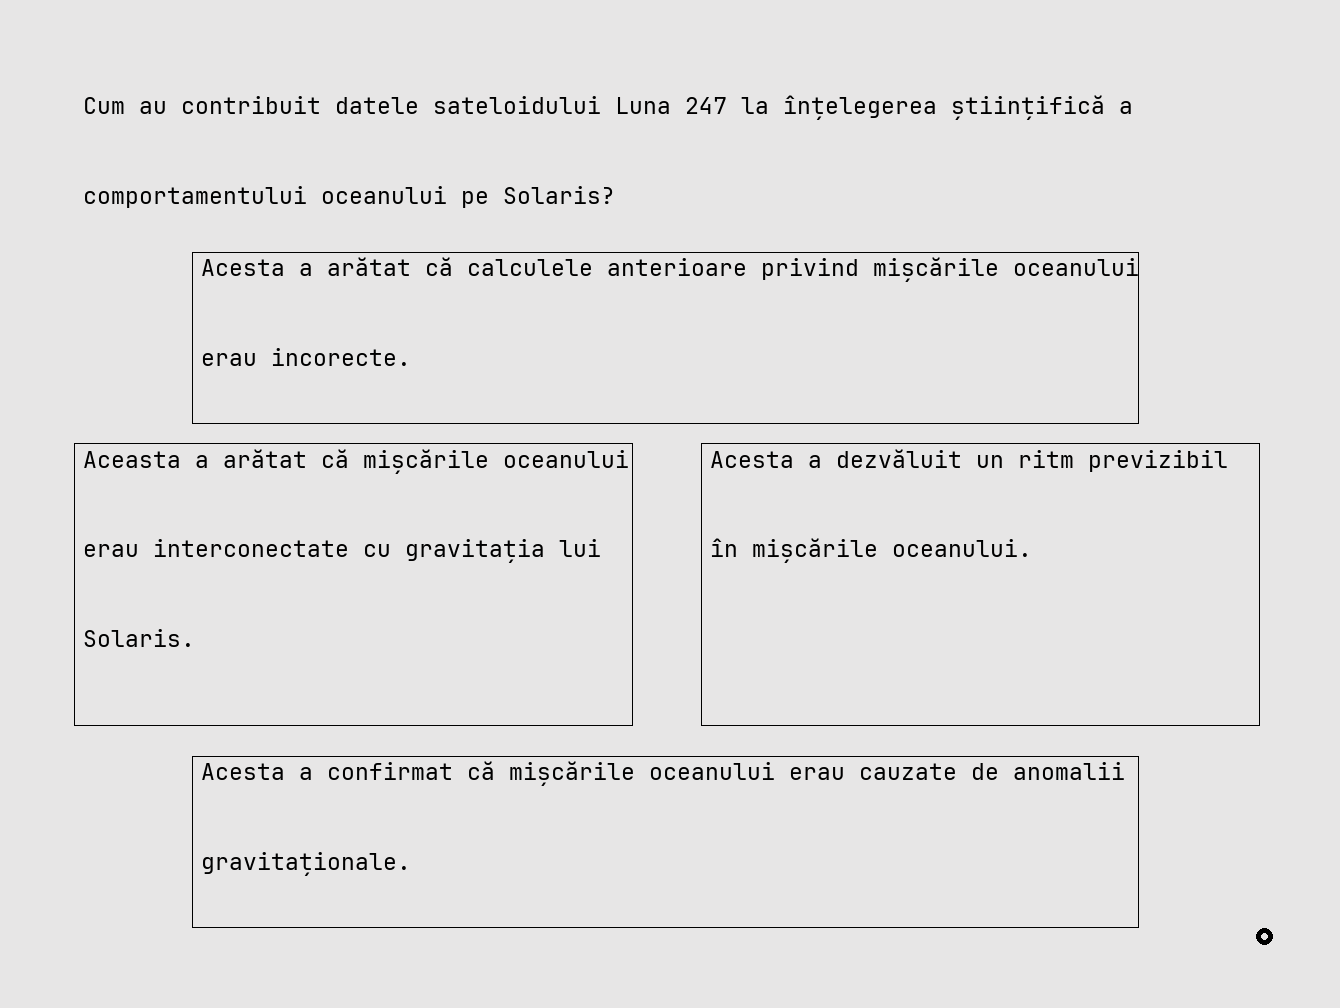 Cum au contribuit datele sateloidului Luna 247 la înțelegerea științifică a
comportamentului oceanului pe Solaris?
Acesta a arătat că calculele anterioare privind mișcările oceanului
erau incorecte.
Aceasta a arătat că mișcările oceanului
erau interconectate cu gravitația lui
Solaris.
Acesta a dezvăluit un ritm previzibil
în mișcările oceanului.
Acesta a confirmat că mișcările oceanului erau cauzate de anomalii
gravitaționale.